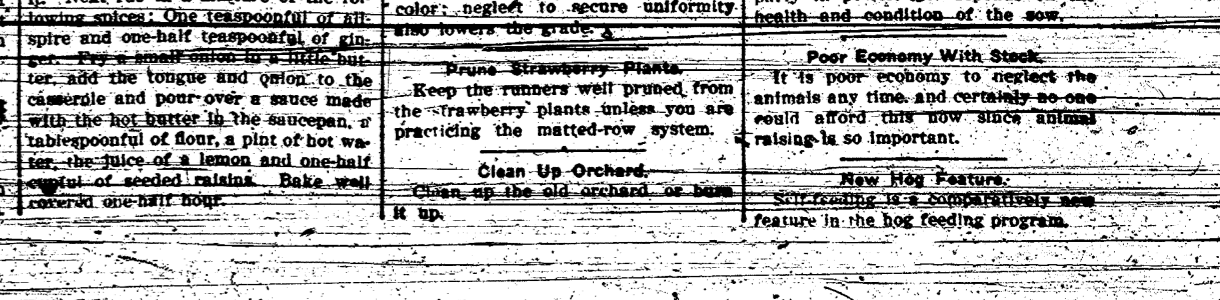 lowing spices: One teaspoonful of all-
spire and one-half teaspoonful of gin-
ger. Fry a small onion in a little but-
ter, add the tongue and onion to the
casserole and pour over a sauce made
with the hot butter in the saucepan, a
tablespoonful of flour, a pint of hot wa-
ter, the juice of a lemon and one-half
cupful of seeded raisins. Bake well
covered one-half hour.
color; neglect to secure uniformity
also lowers the grade.
Prune Strawberry Plants.
Keep the runners well pruned from
the strawberry plants unless you are
practicing the matted-row system.
Clean Up Orchard.
Clean up the old orchard or burn
it up.
health and condition of the sow.
Poor Economy With Stock.
It is poor economy to neglect the
animals any time, and certainly no one
could afford this now since animal
raising is so important.
New Hog Feature.
Self-feeding is a comparatively new
feature in the hog feeding program.